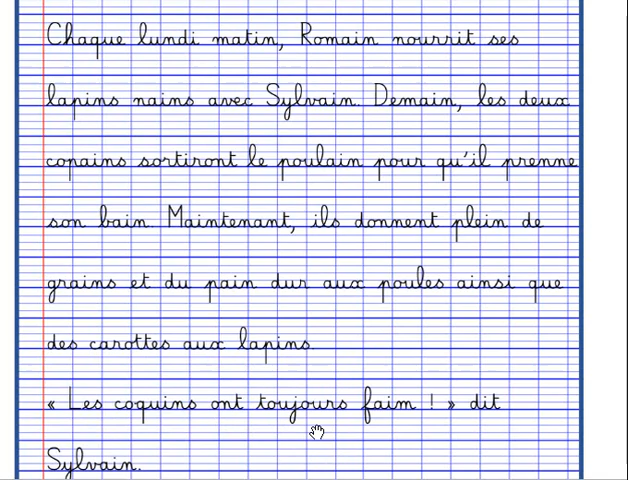 Chaque lundi matin, Romain nourrit ses
lapins nains avec Sylvain. Demain, les deux
copains sortiront le poulain pour qu'il prenne
son bain. Maintenant, ils donnent plein de
grains et du pain dur aux poules ainsi que
des carottes aux lapins.
« Les coquins ont toujours faim ! » dit
Sylvain.